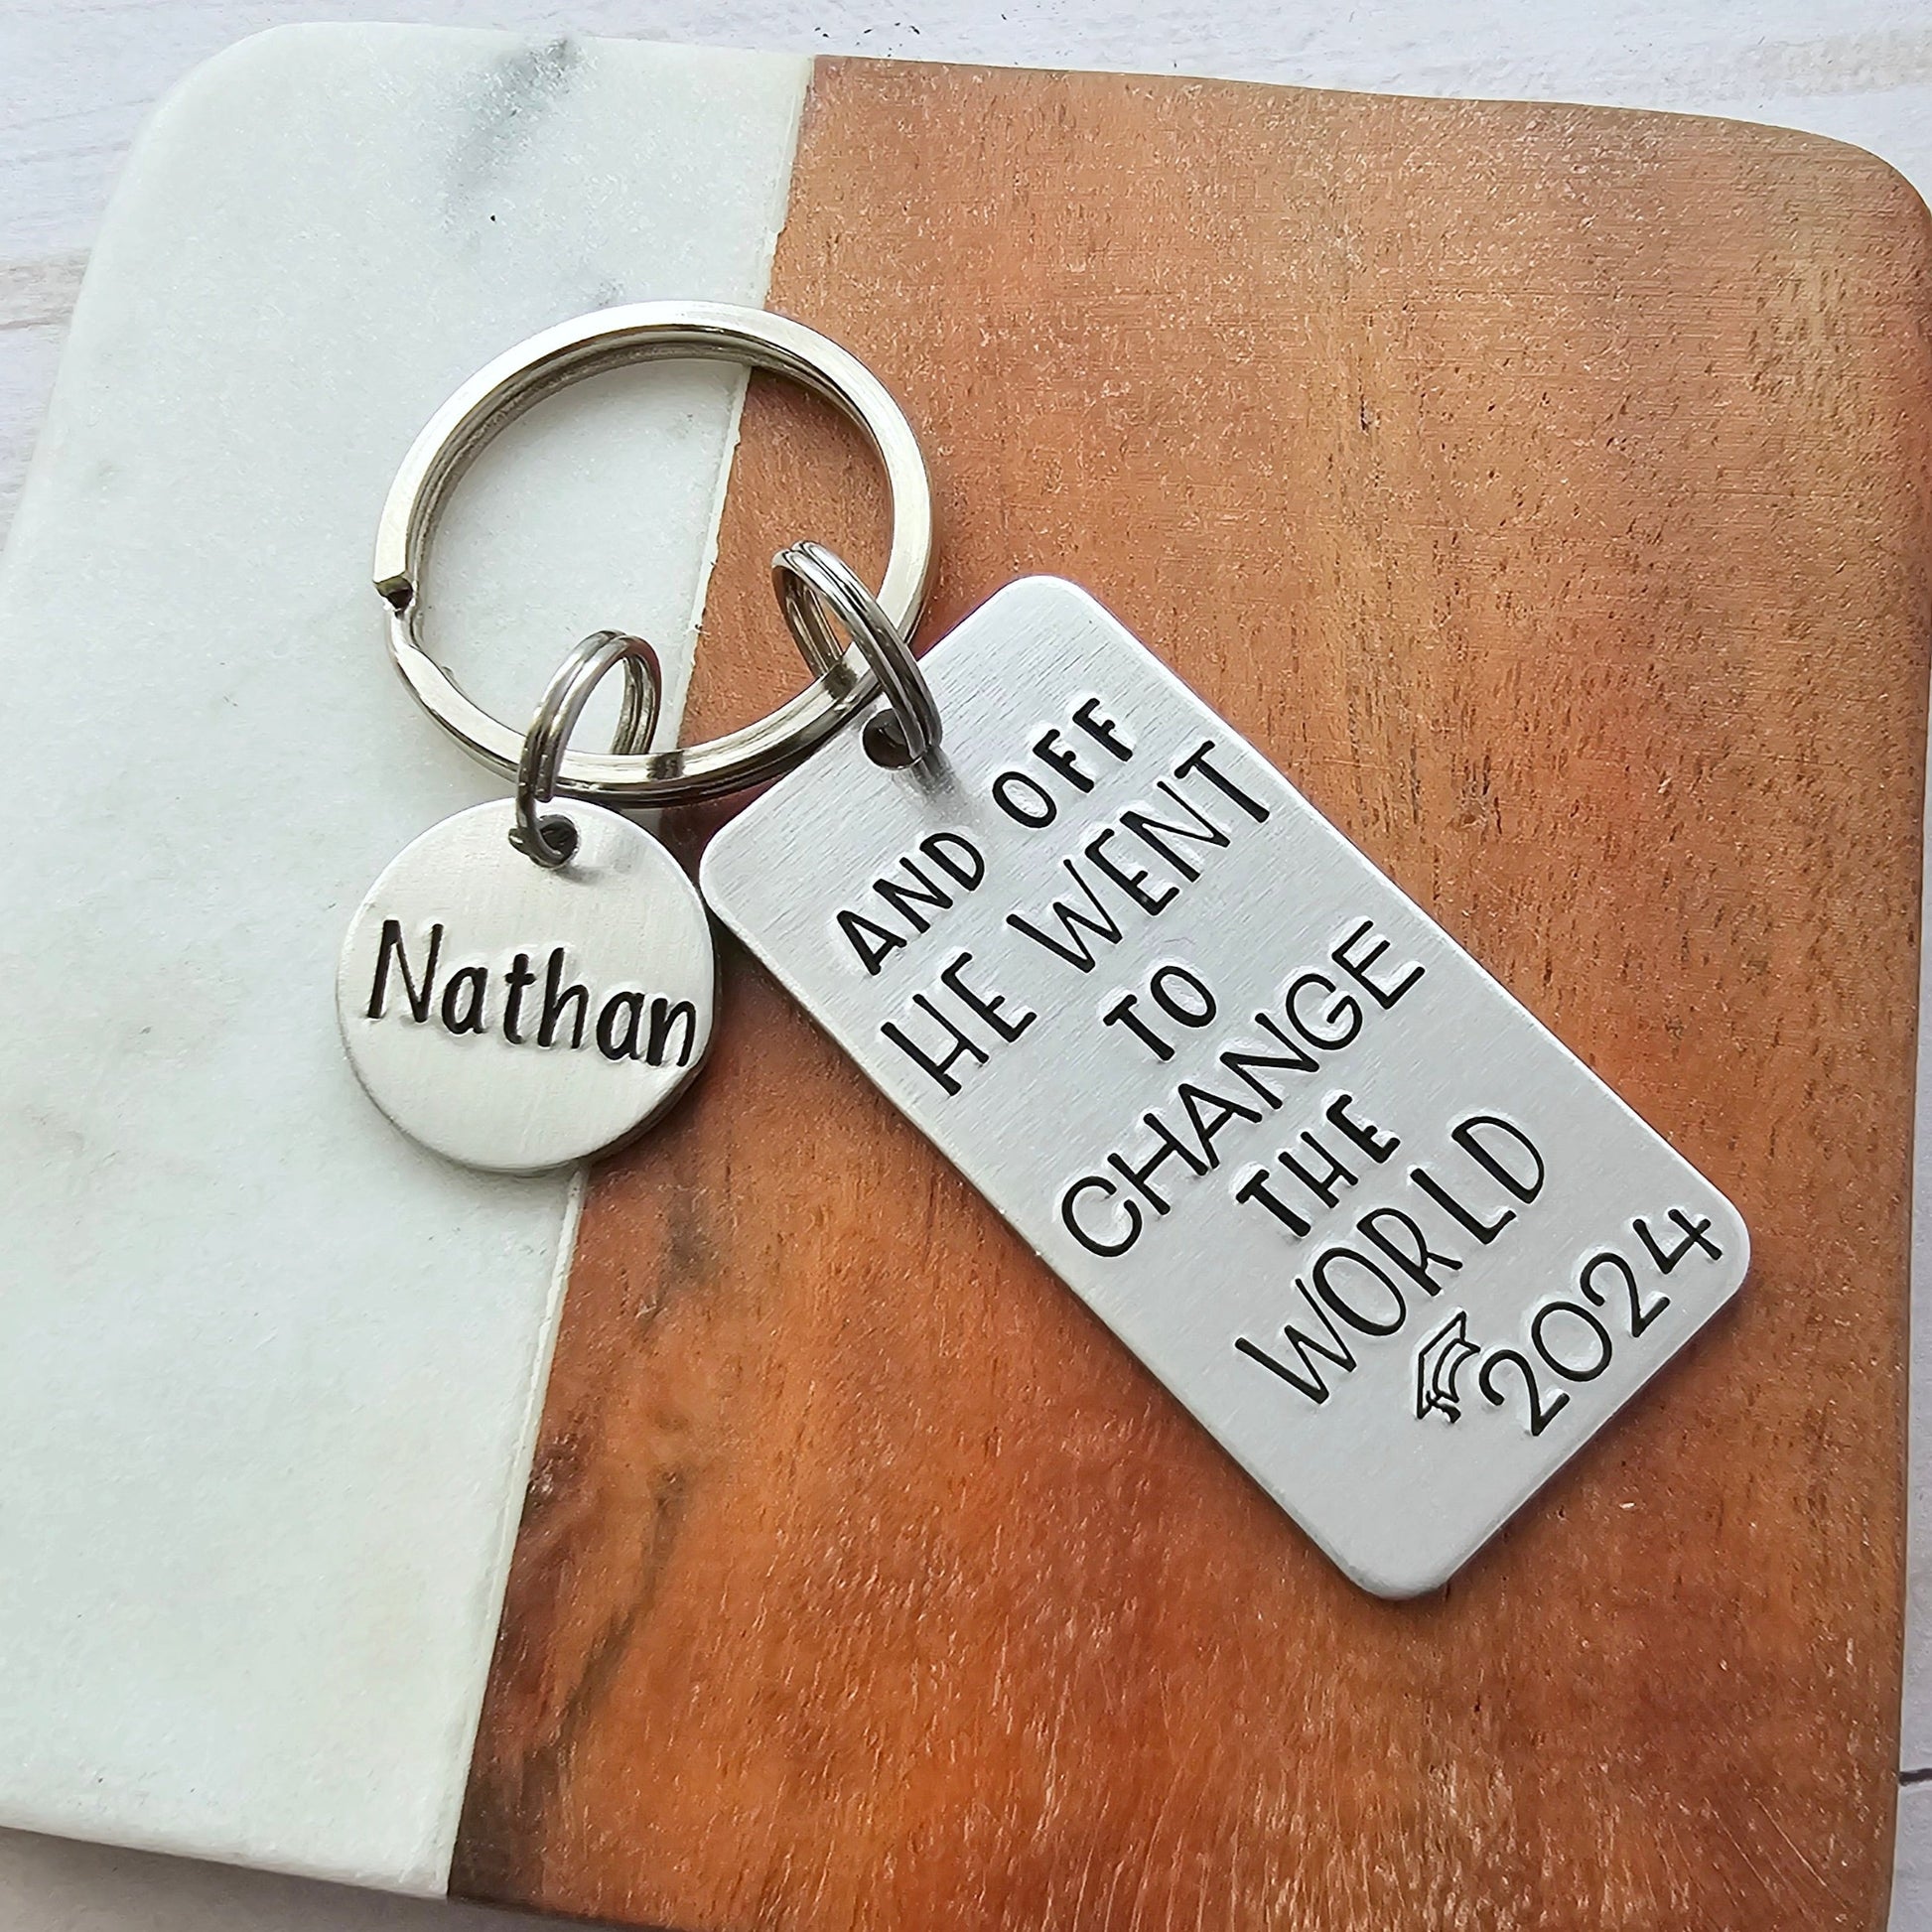 Nathan
AND OFF
HE WENT
TO
CHANGE
THE
WORLD
2024